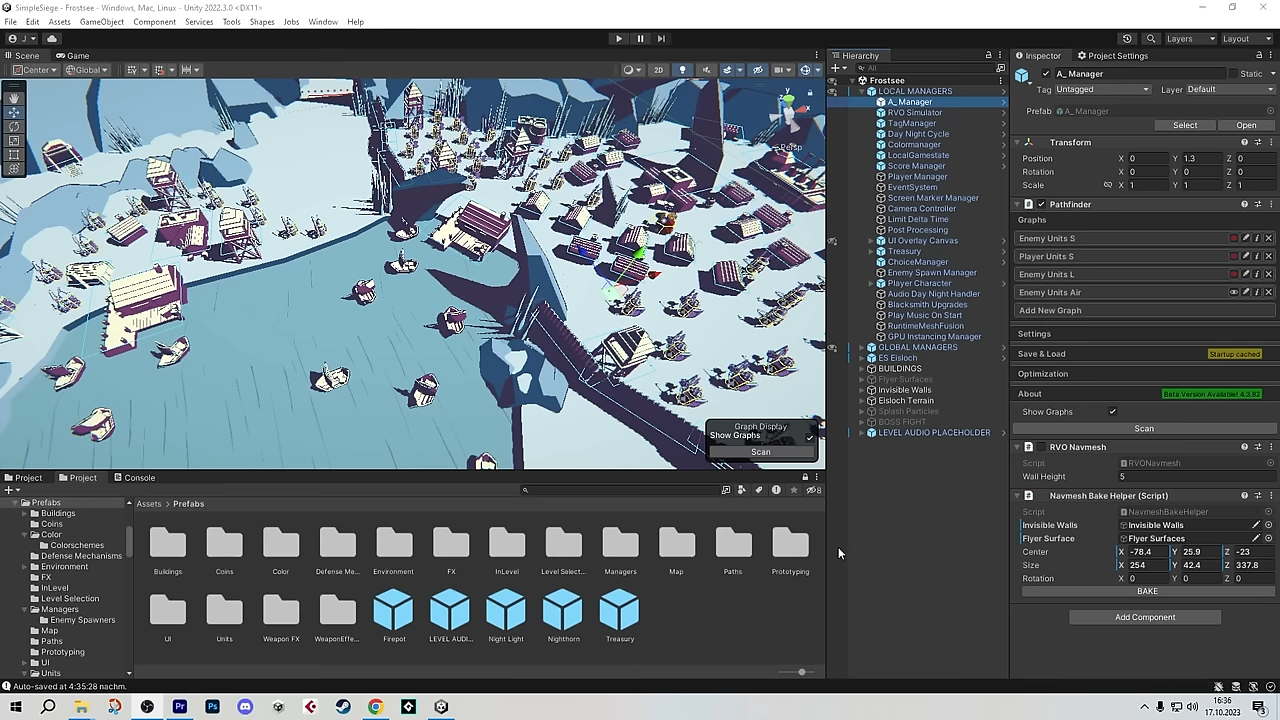 SimpleSiege - Frostsee - Windows, Mac, Linux - Unity 2022.3.0 <DX11>
File Edit Assets GameObject Component Services Tools Shapes Jobs Window Help
J
Layers
Layout
Scene
Game
Center
Global
2D
y
x
Persp
Graph Display
Show Graphs
Scan
Hierarchy
All
Frostsee
LOCAL MANAGERS
A_ Manager
RVO Simulator
TagManager
Day Night Cycle
Colormanager
LocalGamestate
Score Manager
Player Manager
EventSystem
Screen Marker Manager
Camera Controller
Limit Delta Time
Post Processing
UI Overlay Canvas
Treasury
ChoiceManager
Enemy Spawn Manager
Player Character
Audio Day Night Handler
Blacksmith Upgrades
Play Music On Start
RuntimeMeshFusion
GPU Instancing Manager
GLOBAL MANAGERS
ES Eisloch
BUILDINGS
Flyer Surfaces
Invisible Walls
Eisloch Terrain
Splash Particles
BOSS FIGHT
LEVEL AUDIO PLACEHOLDER
Inspector
Project Settings
A_ Manager
Static
Tag Untagged
Layer Default
Prefab A_Manager
Select
Open
Transform
Position X 0 Y 1.3 Z 0
Rotation X 0 Y 0 Z 0
Scale X 1 Y 1 Z 1
Pathfinder
Graphs
Enemy Units S
Player Units S
Enemy Units L
Enemy Units Air
Add New Graph
Settings
Save & Load
Startup cached
Optimization
About
Beta Version Available! 4.3.82
Show Graphs
Scan
RVO Navmesh
Script RVONavmesh
Wall Height 5
Navmesh Bake Helper (Script)
Script NavmeshBakeHelper
Invisible Walls Invisible Walls
Flyer Surface Flyer Surfaces
Center X -78.4 Y 25.9 Z -23
Size X 254 Y 42.4 Z 337.8
Rotation X 0 Y 0 Z 0
BAKE
Add Component
Project
Project
Console
8
Prefabs
Buildings
Coins
Color
Colorschemes
Defense Mechanisms
Environment
FX
InLevel
Level Selection
Managers
Enemy Spawners
Map
Paths
Prototyping
UI
Units
Assets > Prefabs
Buildings Coins Color Defense Me... Environment FX InLevel Level Select... Managers Map Paths Prototyping
UI Units Weapon FX WeaponEffe... Firepot LEVEL AUDI... Night Light Nighthorn Treasury
Auto-saved at 4:35:28 nachm.
Pr
Ps
16:36
17.10.2023